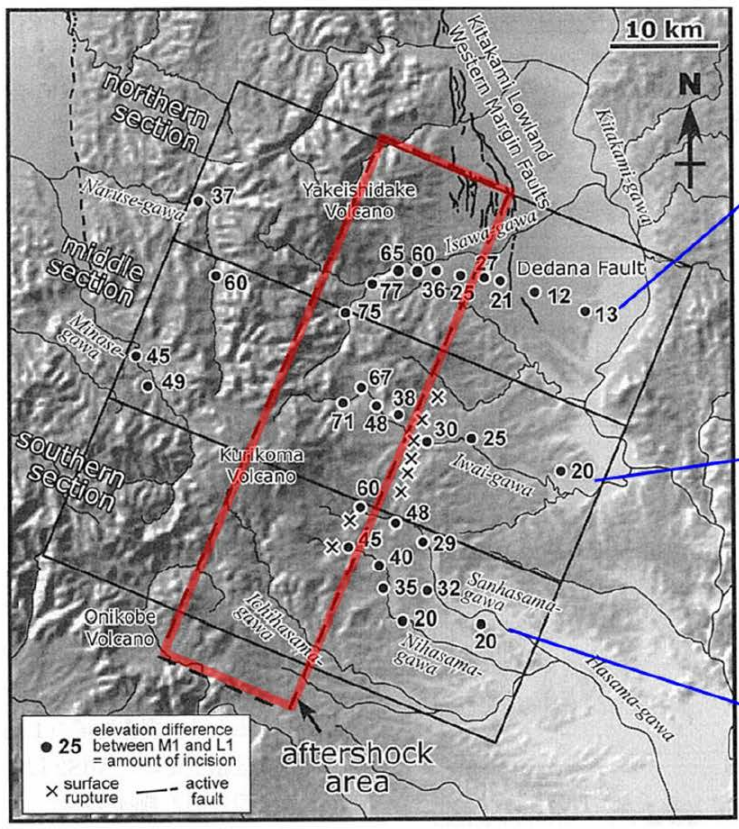 10 km
N
northern
section
middle
section
southern
section
Kitakami Lowland
Western Margin Faults
Kitakami-gawa
Naruse-gawa
37
Yakeishidake
Volcano
Isawa-gawa
Dedana Fault
60
65
60
77
36
25
27
21
12
13
75
Minase-
gawa
45
49
67
71
48
38
30
25
20
Iwai-gawa
Kurikoma
Volcano
60
48
45
29
40
35
32
20
20
Sanhasama-
gawa
Onikobe
Volcano
Ichihasama-
gawa
Nihasama-
gawa
Hasama-gawa
aftershock
area
25
elevation difference
between M1 and L1
= amount of incision
surface
rupture
active
fault